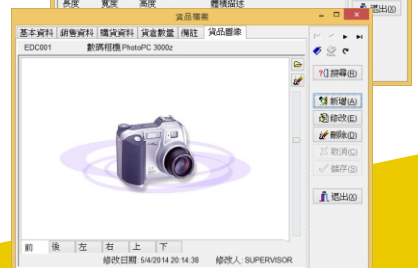 長度 寬度 高度 體積描述
退出(X)
貨品檔案
基本資料 銷售資料 購貨資料 貨倉數量 備註 貨品圖像
EDC001 數碼相機 PhotoPC 3000z
?() 搜尋(R)
新增(A)
修改(E)
刪除(D)
取消(C)
儲存(S)
退出(X)
前 後 左 右 上 下
修改日期: 5/4/2014 20:14:38 修改人: SUPERVISOR